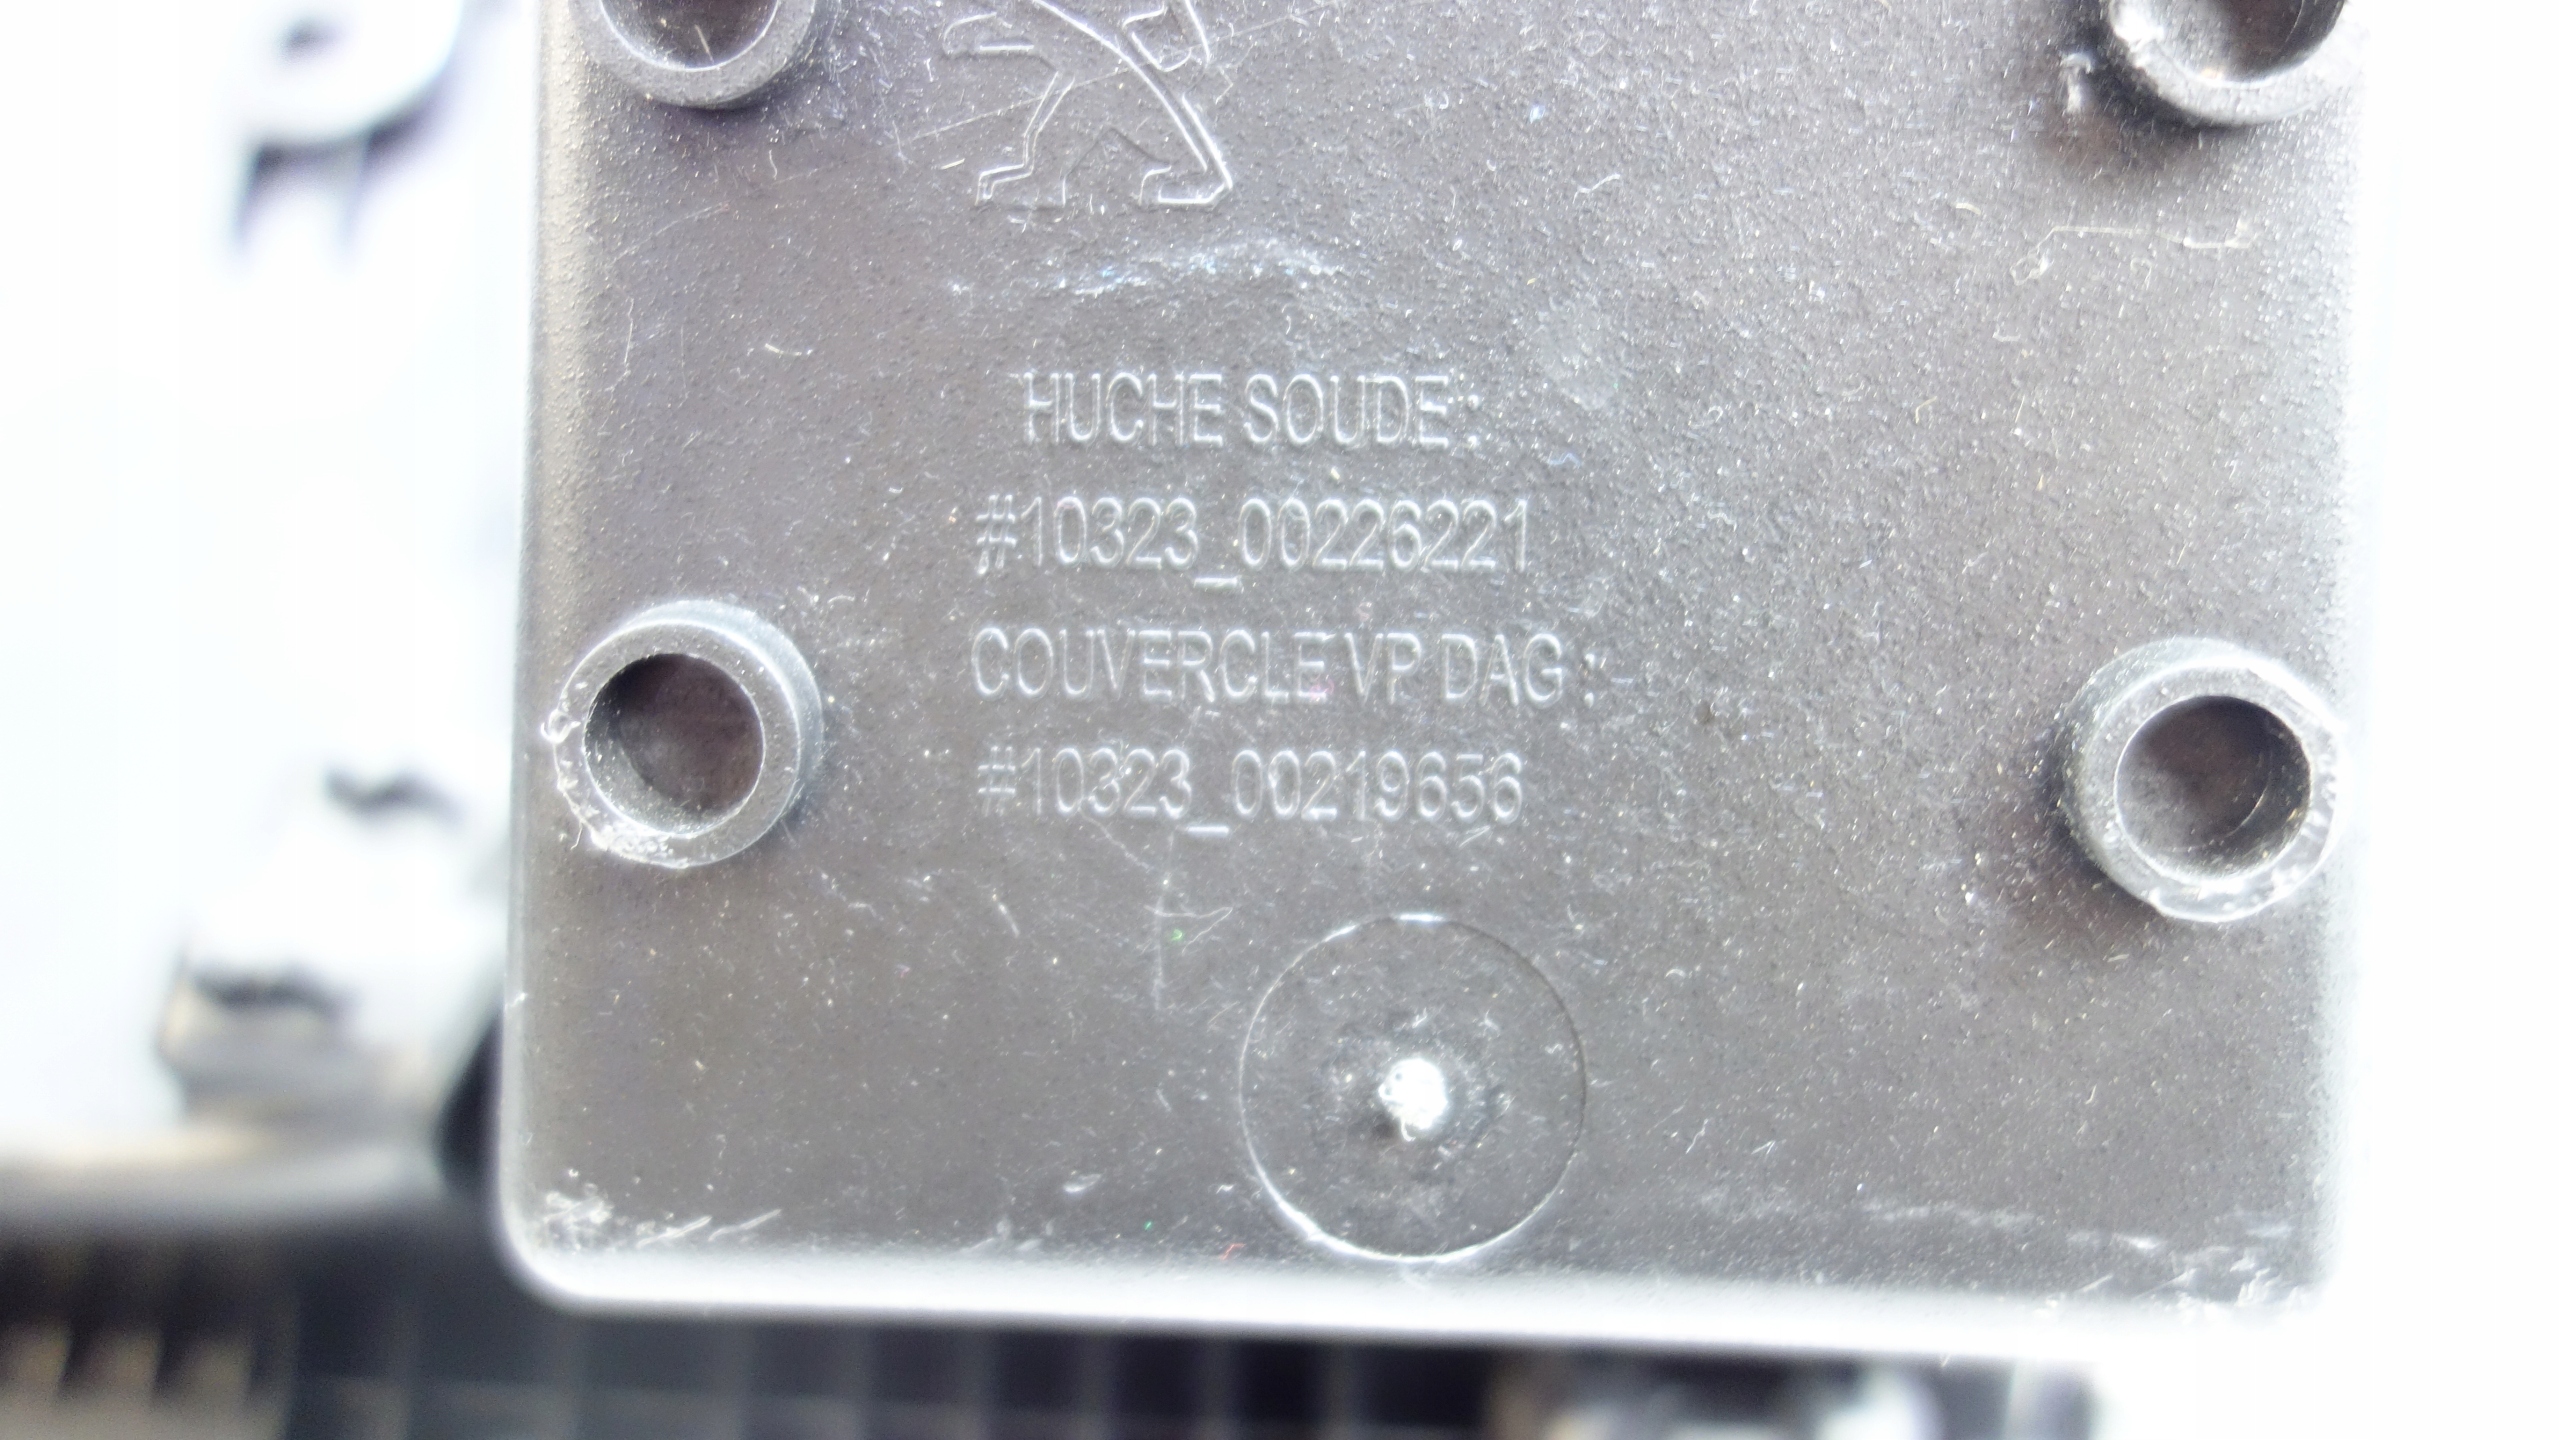 HUCHE SOUDE :
#10323_00226221
COUVERCLE VP DAG :
#10323_00219656